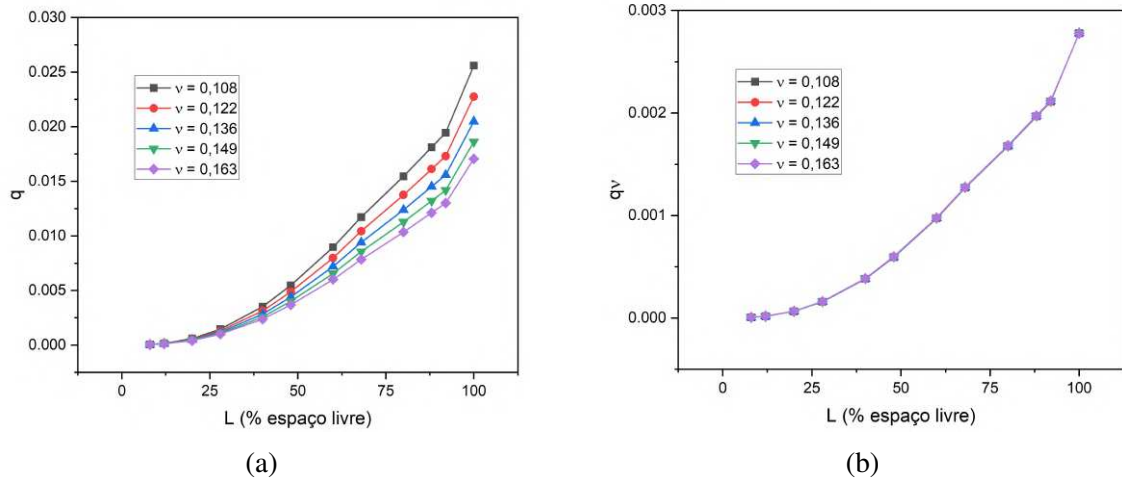 0.030
0.025
0.020
0.015
0.010
0.005
0.000
q
ν = 0,108
ν = 0,122
ν = 0,136
ν = 0,149
ν = 0,163
0 25 50 75 100
L (% espaço livre)
(a)
0.003
0.002
0.001
0.000
qν
ν = 0,108
ν = 0,122
ν = 0,136
ν = 0,149
ν = 0,163
0 25 50 75 100
L (% espaço livre)
(b)